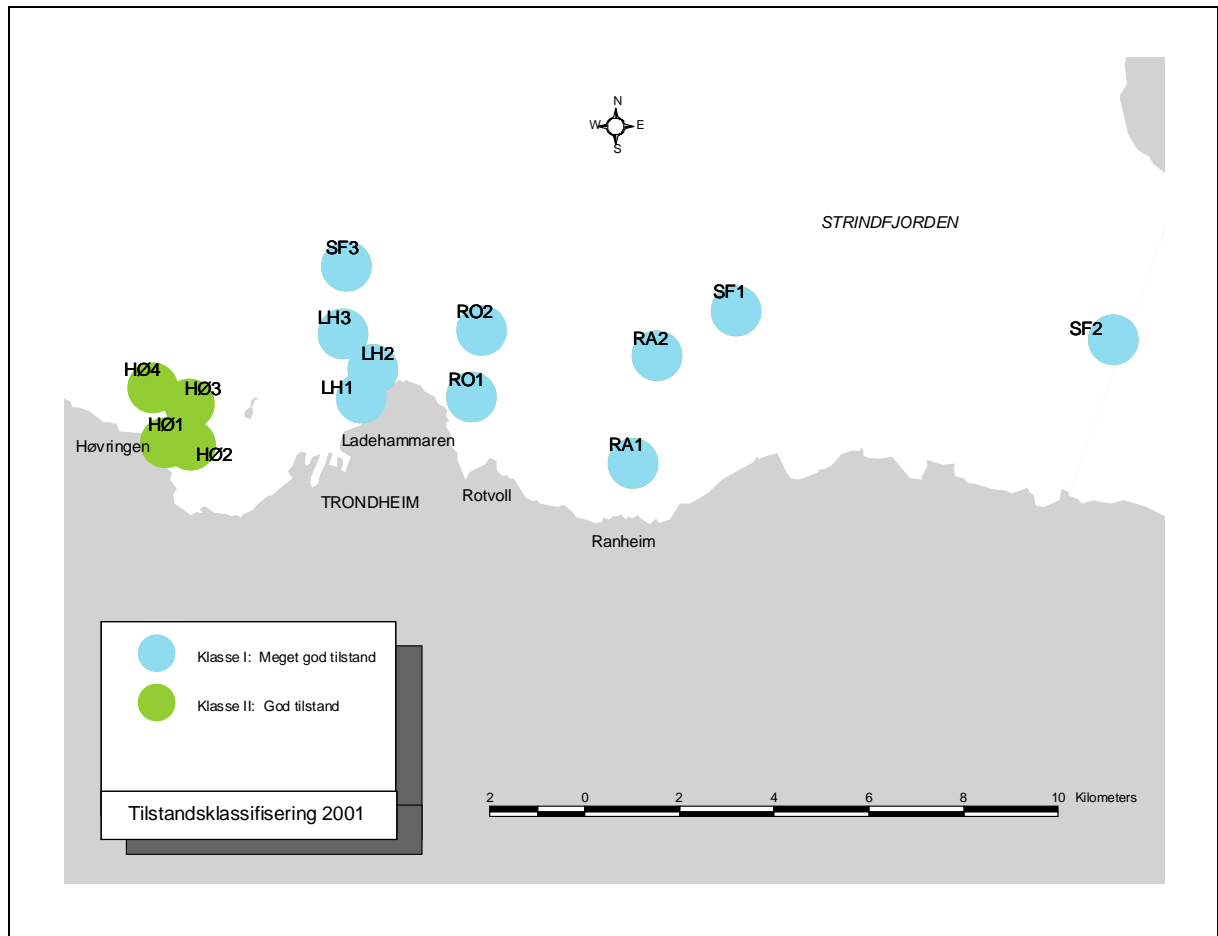 N
W E
S
STRINDFJORDEN
SF3
SF1
LH3
RO2
SF2
RA2
LH2
HØ4
HØ3
LH1
RO1
HØ1
Høvringen
HØ2
Ladehammaren
RA1
TRONDHEIM
Rotvoll
Ranheim
Klasse I: Meget god tilstand
Klasse II: God tilstand
Tilstandsklassifisering 2001
2 0 2 4 6 8 10 Kilometers